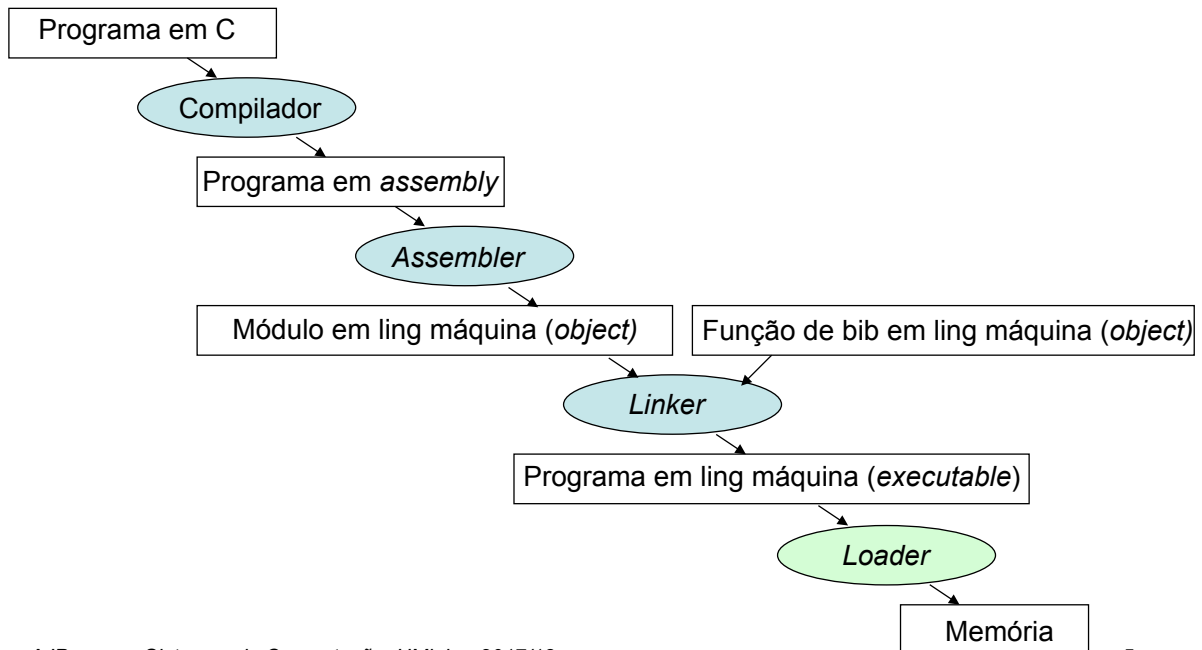 Programa em C
Compilador
Programa em assembly
Assembler
Módulo em ling máquina (object)
Função de bib em ling máquina (object)
Linker
Programa em ling máquina (executable)
Loader
Memória